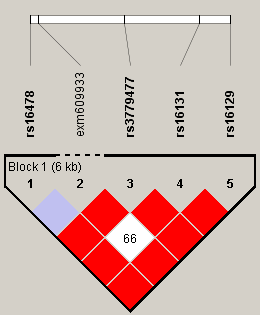 rs16478
exm609933
rs3779477
rs16131
rs16129
Block 1 (6 kb)
1 2 3 4 5
66